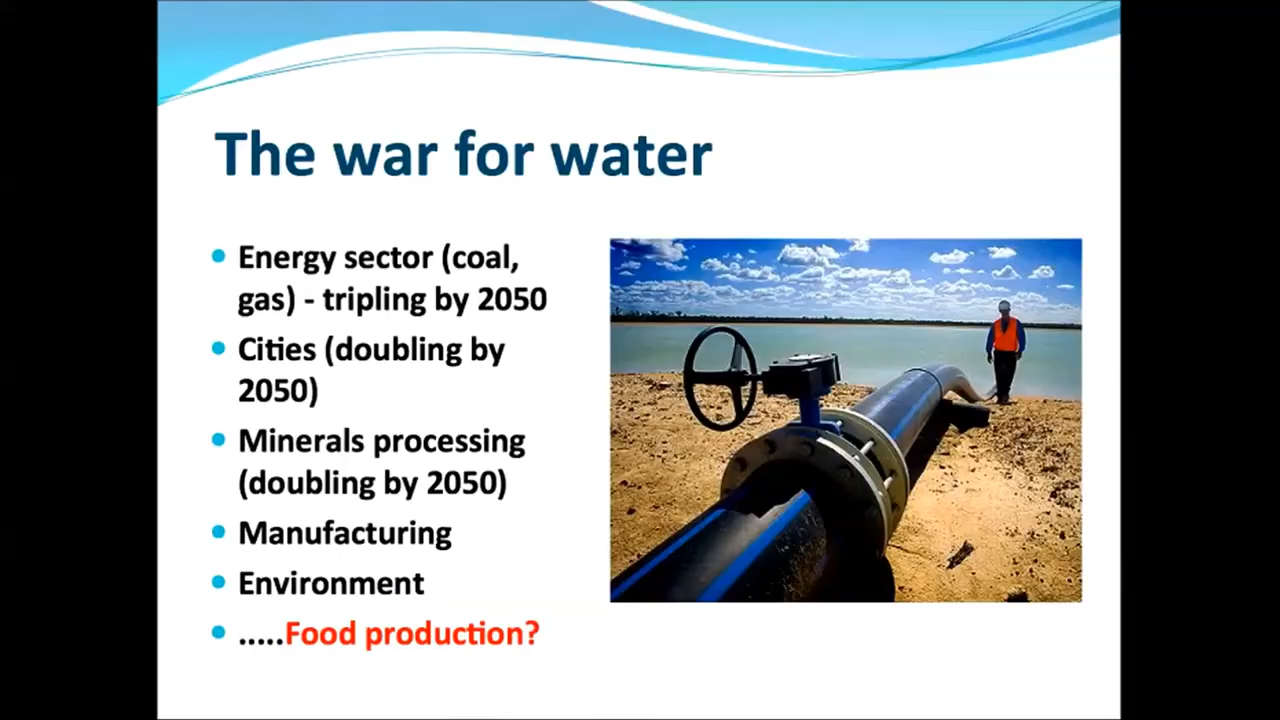 The war for water
• Energy sector (coal,
gas) - tripling by 2050
• Cities (doubling by
2050)
• Minerals processing
(doubling by 2050)
• Manufacturing
• Environment
• .....Food production?